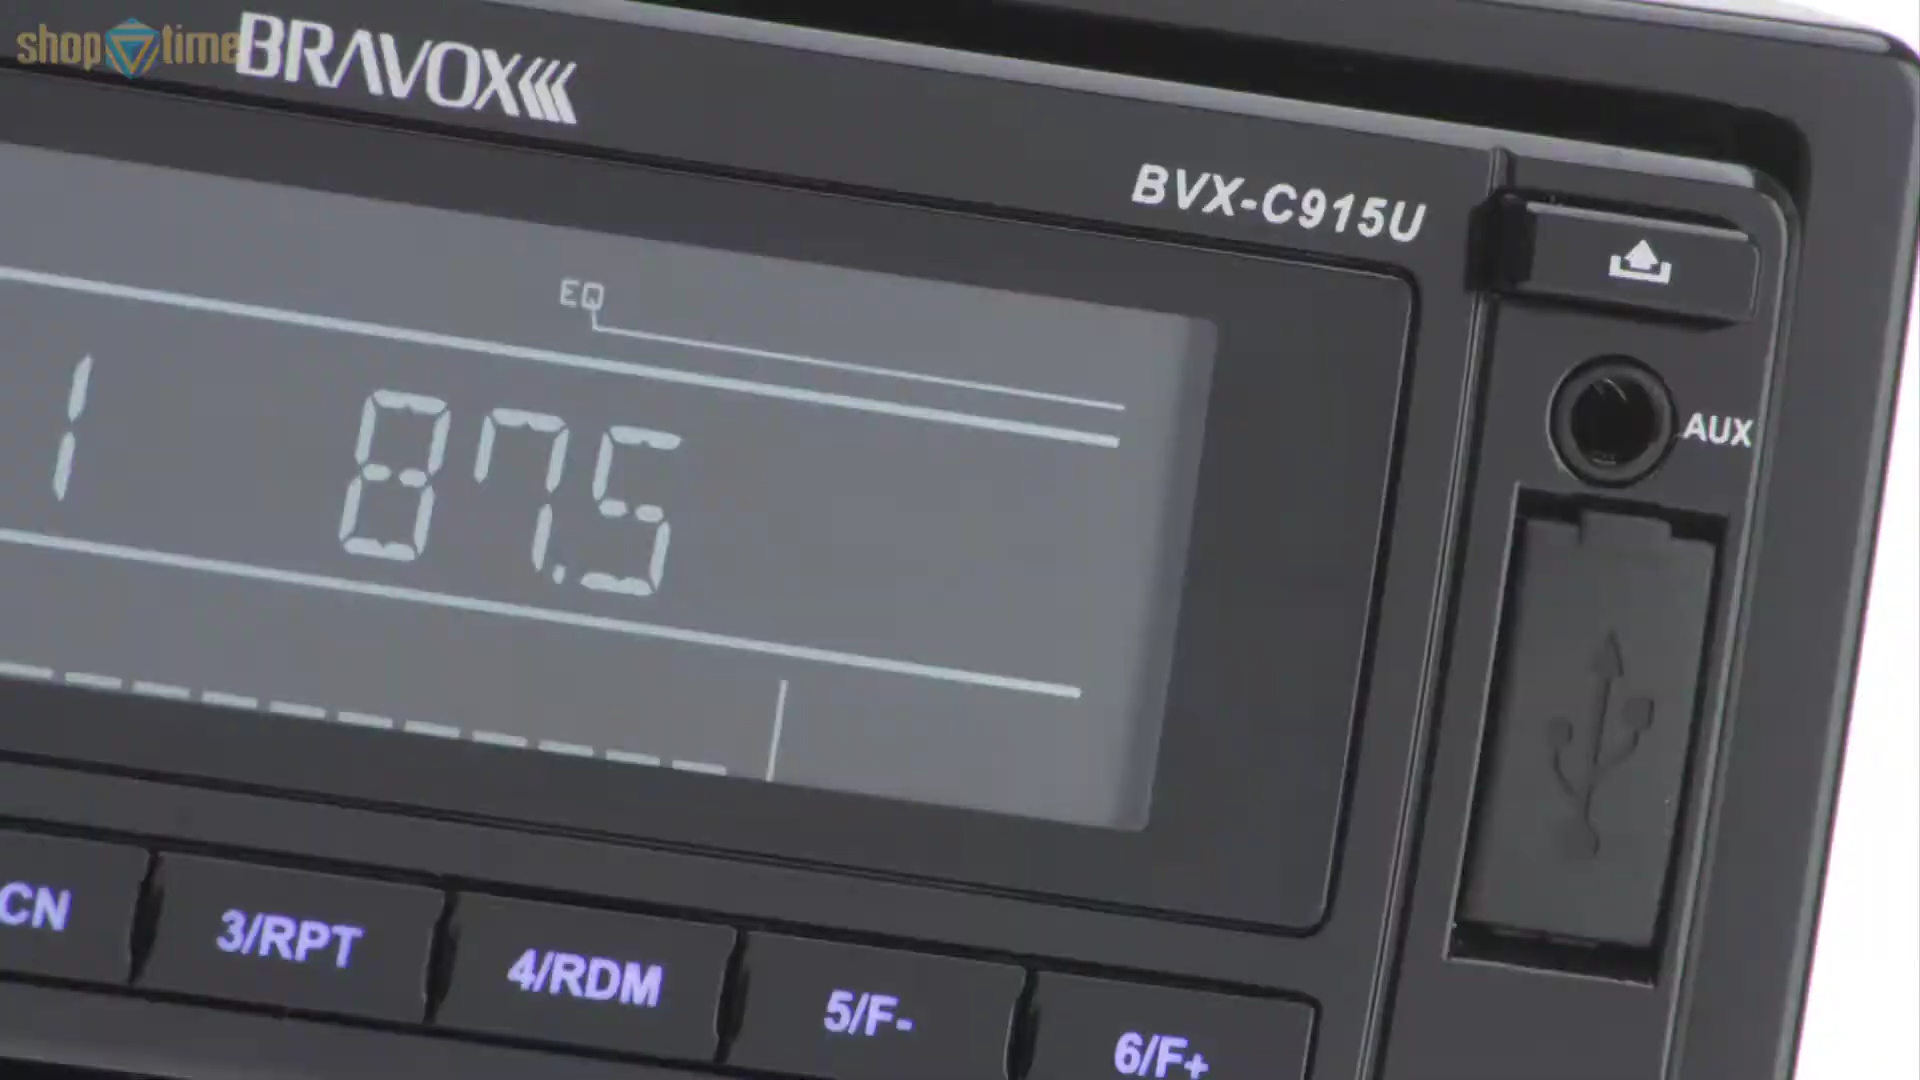 shoptime
BRAVOX
BVX-C915U
EQ
AUX
1 87.5
CN 3/RPT 4/RDM 5/F- 6/F+